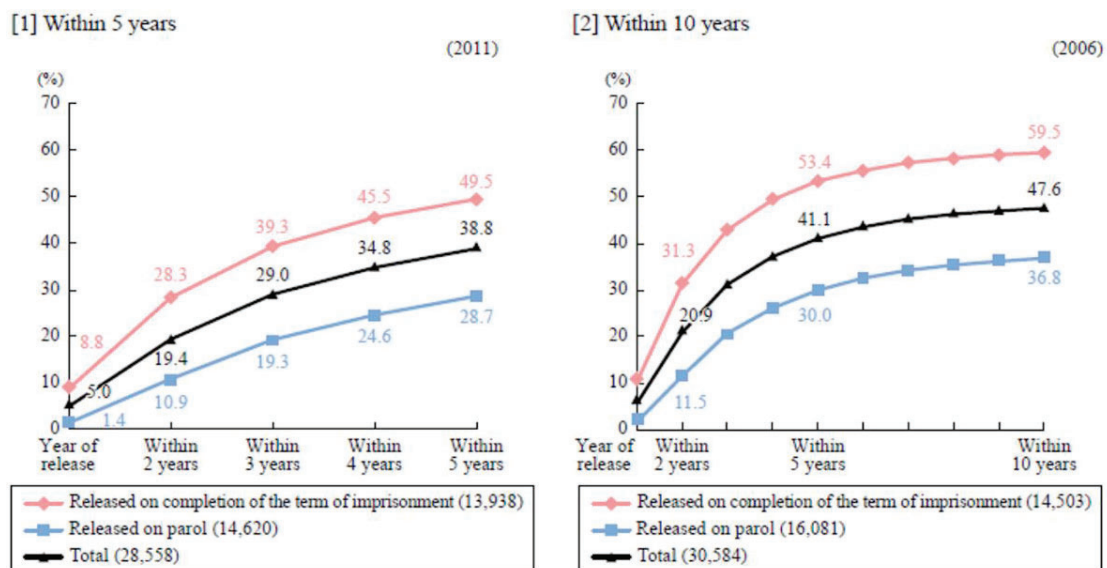 [1] Within 5 years
(2011)
(%)
70
60
50
40
30
20
10
0
8.8
28.3
39.3
45.5
49.5
5.0
19.4
29.0
34.8
38.8
1.4
10.9
19.3
24.6
28.7
Year of release
Within 2 years
Within 3 years
Within 4 years
Within 5 years
Released on completion of the term of imprisonment (13,938)
Released on parol (14,620)
Total (28,558)
[2] Within 10 years
(2006)
(%)
70
60
50
40
30
20
10
0
31.3
53.4
59.5
20.9
41.1
47.6
11.5
30.0
36.8
Year of release
Within 2 years
Within 5 years
Within 10 years
Released on completion of the term of imprisonment (14,503)
Released on parol (16,081)
Total (30,584)